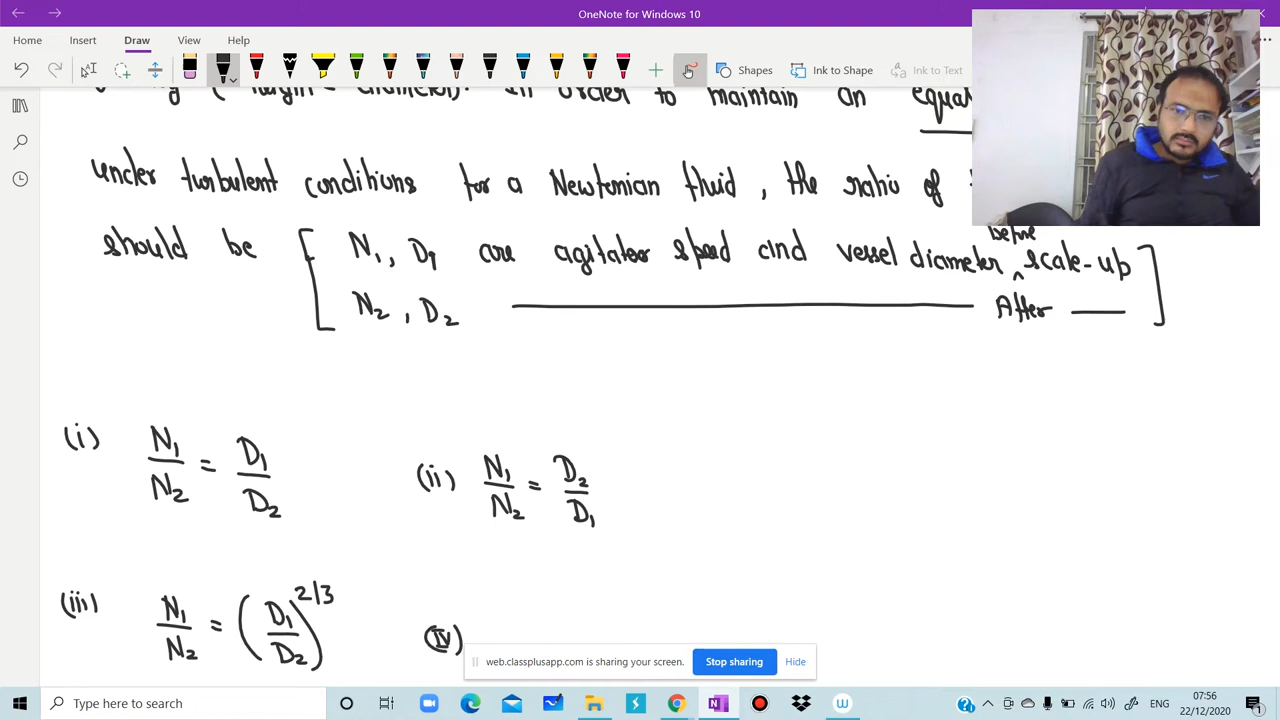 OneNote for Windows 10
Home Insert Draw View Help
Shapes Ink to Shape Ink to Text
height = diameter). In order to maintain an equal
under turbulent conditions for a Newtonian fluid, the ratio of
should be [ N1, D1 are agitator speed and vessel diameter before scale-up
N2, D2 ——— After —— ]
(i) N1/N2 = D1/D2 (ii) N1/N2 = D2/D1
(iii) N1/N2 = (D1/D2)^2/3 (iv)
web.classplusapp.com is sharing your screen. Stop sharing Hide
Type here to search
ENG
07:56
22/12/2020